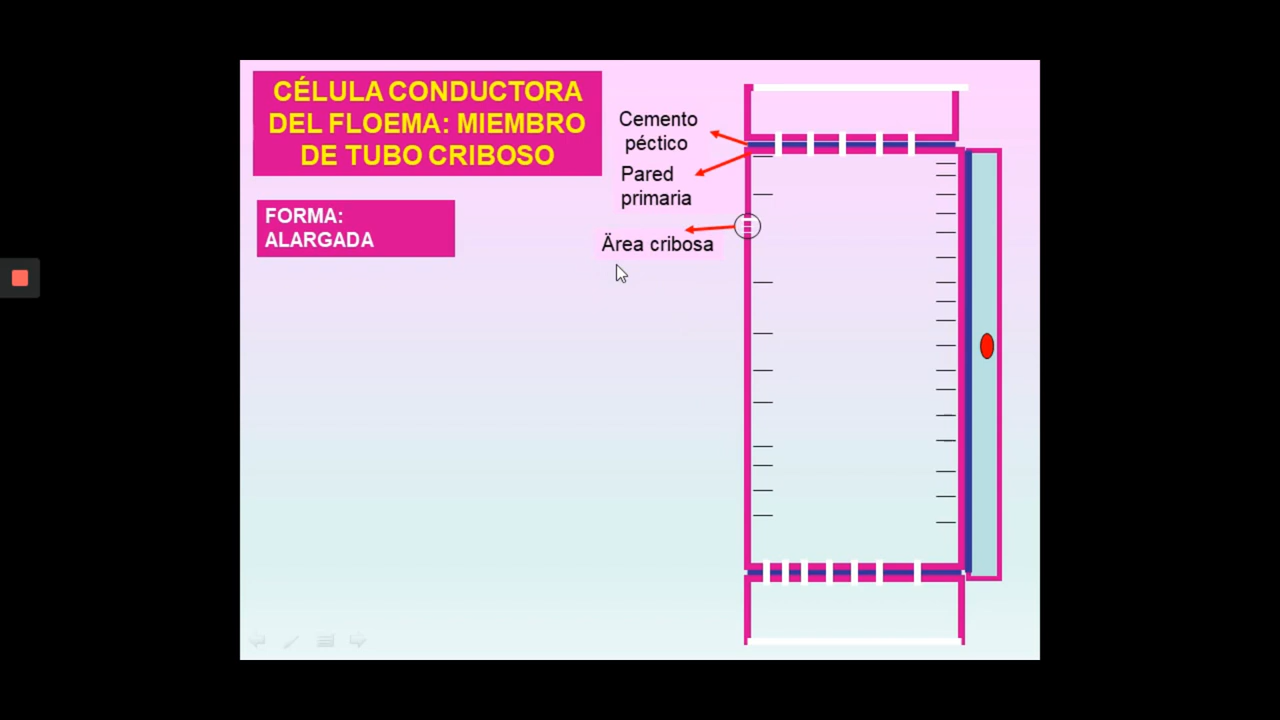 CÉLULA CONDUCTORA
DEL FLOEMA: MIEMBRO
DE TUBO CRIBOSO
FORMA:
ALARGADA
Cemento
péctico
Pared
primaria
Ärea cribosa